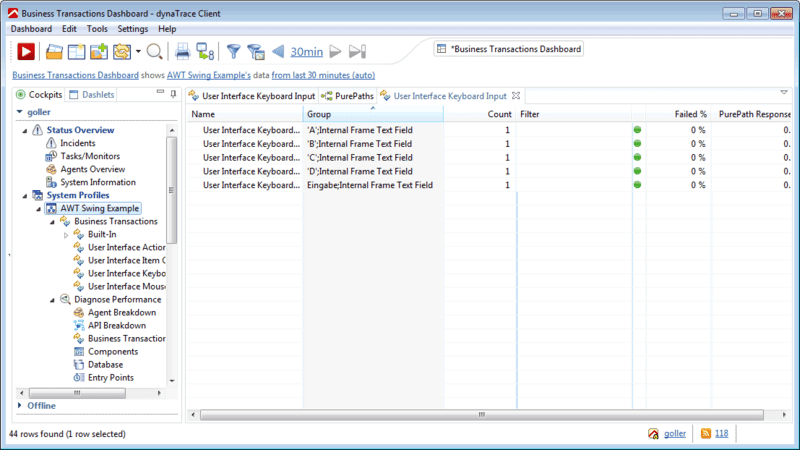 Business Transactions Dashboard - dynaTrace Client
Dashboard Edit Tools Settings Help
30min
*Business Transactions Dashboard
Business Transactions Dashboard shows AWT Swing Example's data from last 30 minutes (auto)
Cockpits Dashlets
User Interface Keyboard Input PurePaths User Interface Keyboard Input
goller
Name Group Count Filter Failed % PurePath Response
Status Overview
Incidents
Tasks/Monitors
Agents Overview
System Information
System Profiles
AWT Swing Example
Business Transactions
Built-In
User Interface Action
User Interface Item C
User Interface Keybo
User Interface Mouse
Diagnose Performance
Agent Breakdown
API Breakdown
Business Transaction
Components
Database
Entry Points
Offline
User Interface Keyboard... 'A';Internal Frame Text Field 1 0 % 0.
User Interface Keyboard... 'B';Internal Frame Text Field 1 0 % 0.
User Interface Keyboard... 'C';Internal Frame Text Field 1 0 % 0.
User Interface Keyboard... 'D';Internal Frame Text Field 1 0 % 0.
User Interface Keyboard... Eingabe;Internal Frame Text Field 1 0 % 0.
44 rows found (1 row selected)
goller 118